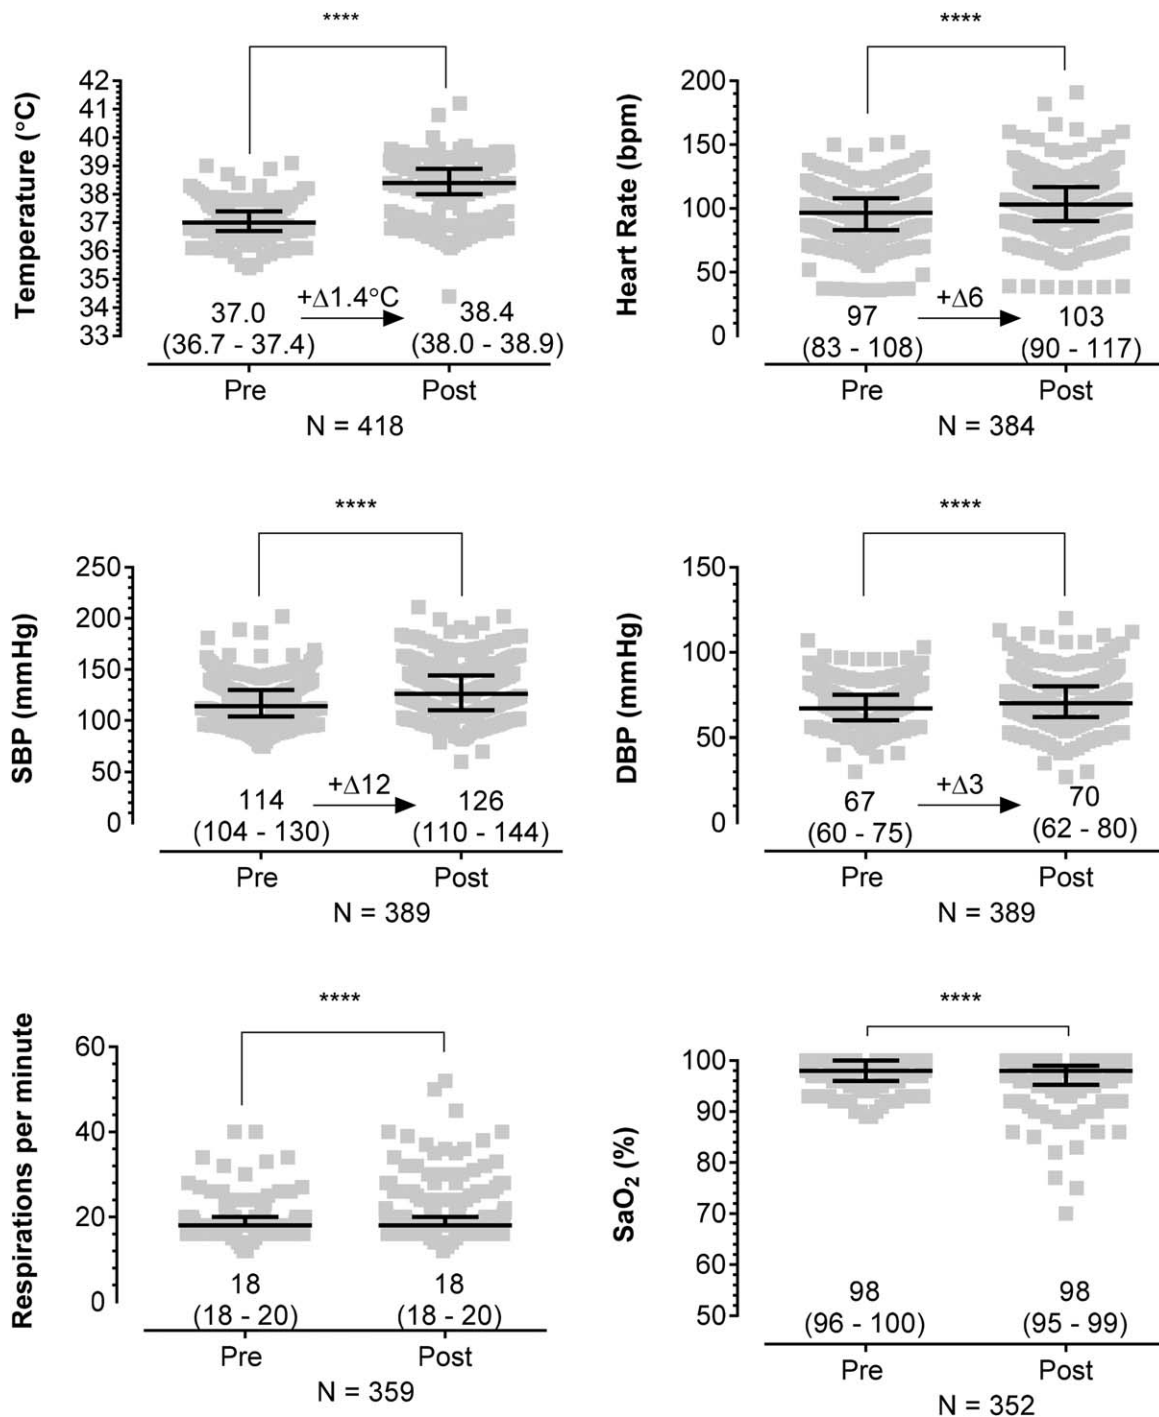 ****
Temperature (°C)
42
41
40
39
38
37
36
35
34
33
37.0
(36.7 - 37.4)
+Δ1.4°C
38.4
(38.0 - 38.9)
Pre
Post
N = 418
****
Heart Rate (bpm)
200
150
100
50
0
97
(83 - 108)
+Δ6
103
(90 - 117)
Pre
Post
N = 384
****
SBP (mmHg)
250
200
150
100
50
0
114
(104 - 130)
+Δ12
126
(110 - 144)
Pre
Post
N = 389
****
DBP (mmHg)
150
100
50
0
67
(60 - 75)
+Δ3
70
(62 - 80)
Pre
Post
N = 389
****
Respirations per minute
60
40
20
0
18
(18 - 20)
18
(18 - 20)
Pre
Post
N = 359
****
SaO₂ (%)
100
90
80
70
60
50
98
(96 - 100)
98
(95 - 99)
Pre
Post
N = 352